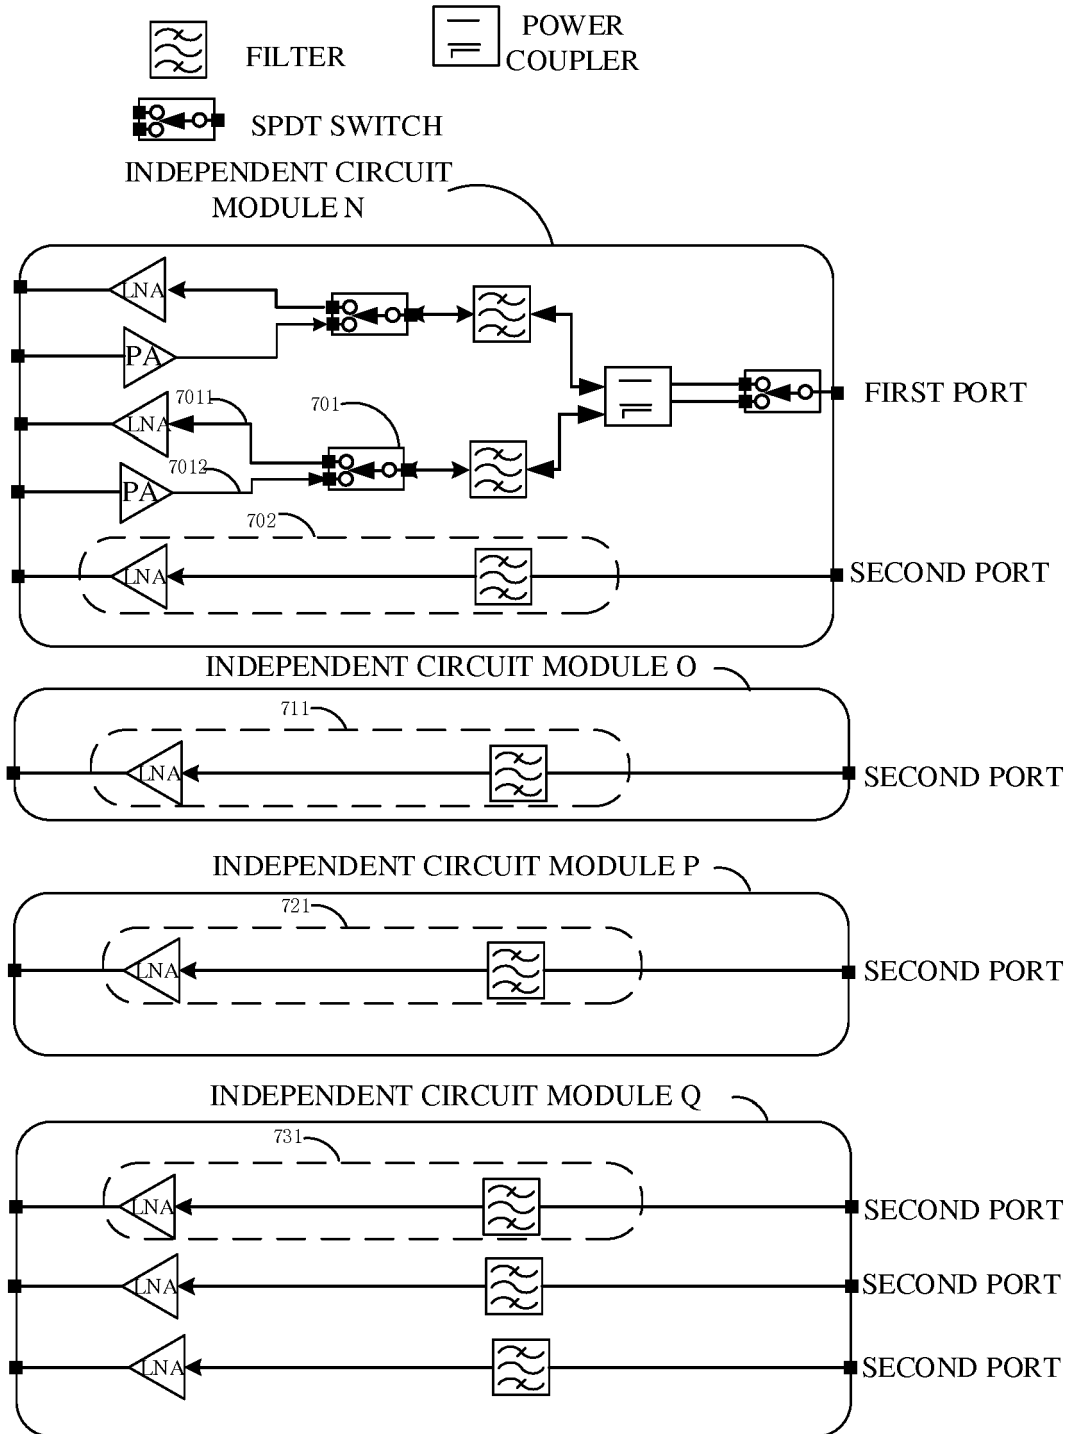 FILTER
POWER
COUPLER
SPDT SWITCH
INDEPENDENT CIRCUIT
MODULE N
LNA
PA
7011
701
LNA
FIRST PORT
7012
PA
702
LNA
SECOND PORT
INDEPENDENT CIRCUIT MODULE O
711
LNA
SECOND PORT
INDEPENDENT CIRCUIT MODULE P
721
LNA
SECOND PORT
INDEPENDENT CIRCUIT MODULE Q
731
LNA
SECOND PORT
LNA
SECOND PORT
LNA
SECOND PORT